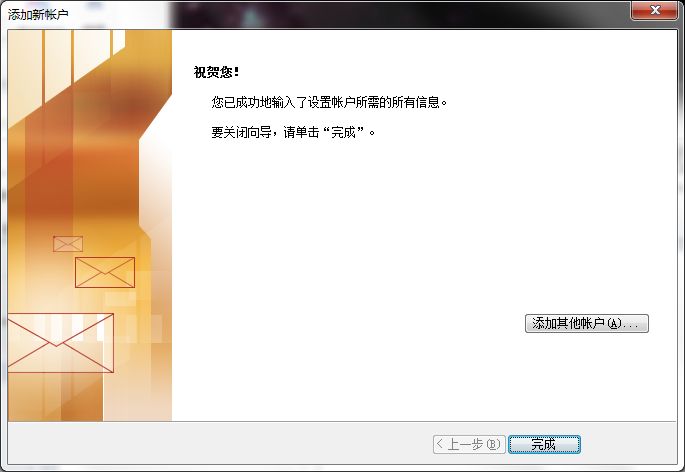 添加新帐户
祝贺您!
您已成功地输入了设置帐户所需的所有信息。
要关闭向导，请单击“完成”。
添加其他帐户(A)...
< 上一步(B)
完成